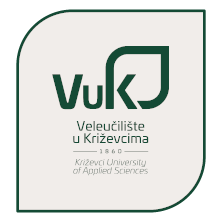 VuK
Veleučilište
u Križevcima
1860
Križevci University
of Applied Sciences